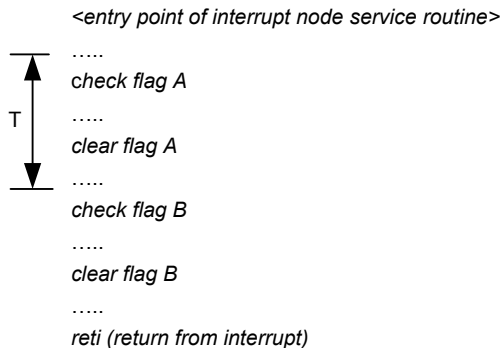 <entry point of interrupt node service routine>
…..
check flag A
T
…..
clear flag A
…..
check flag B
…..
clear flag B
…..
reti (return from interrupt)